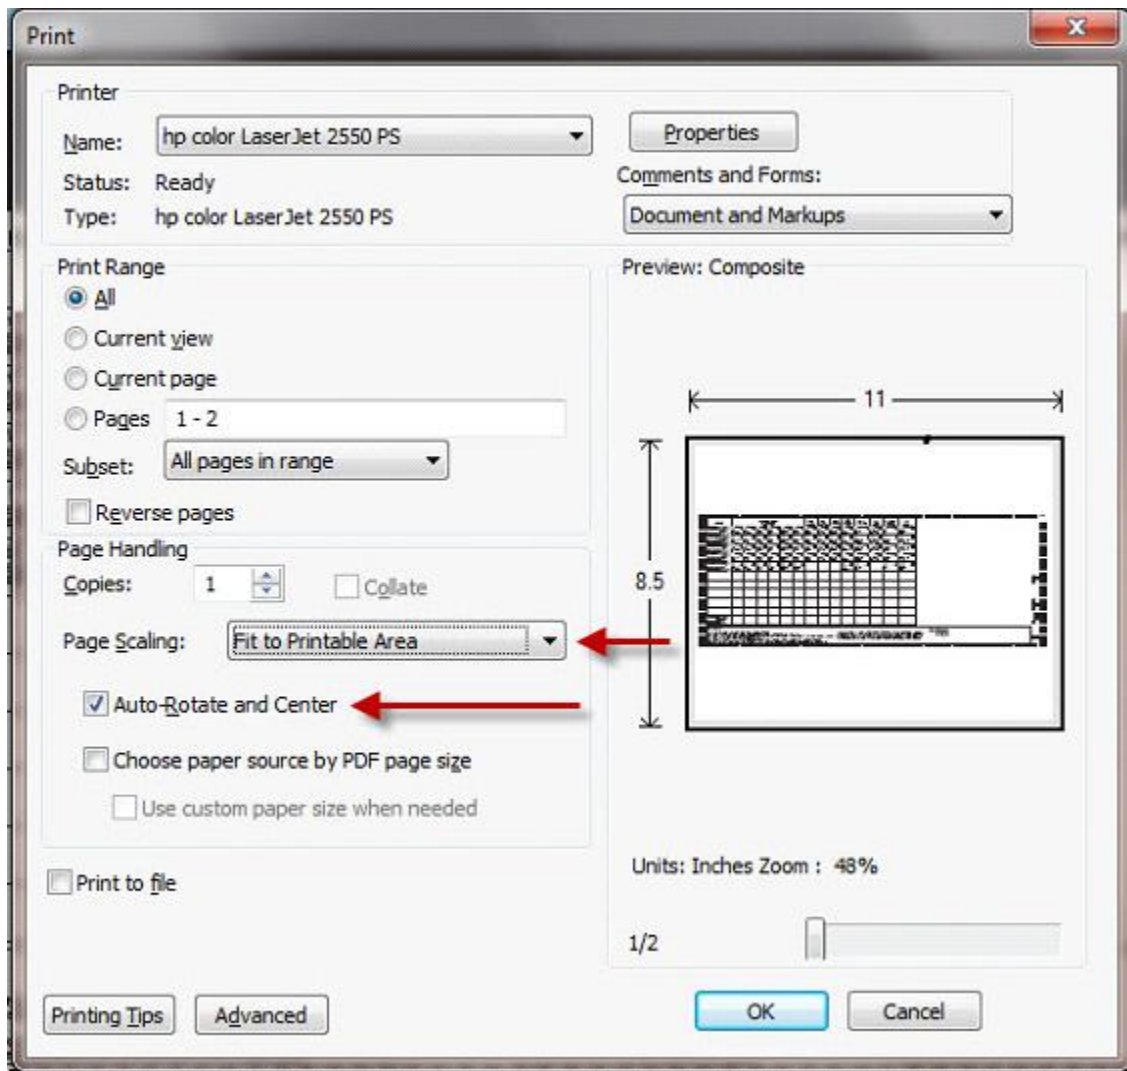 Print
Printer
Name: hp color LaserJet 2550 PS
Properties
Status: Ready
Comments and Forms:
Type: hp color LaserJet 2550 PS
Document and Markups
Print Range
All
Current view
Current page
Pages 1 - 2
Subset: All pages in range
Reverse pages
Page Handling
Copies: 1 Collate
Page Scaling: Fit to Printable Area
Auto-Rotate and Center
Choose paper source by PDF page size
Use custom paper size when needed
Print to file
Preview: Composite
11
8.5
Units: Inches Zoom : 48%
1/2
Printing Tips Advanced OK Cancel